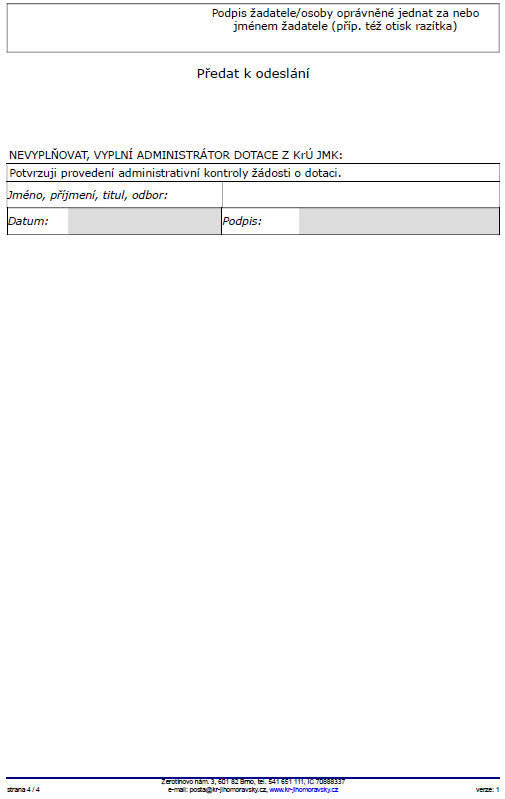 Podpis žadatele/osoby oprávněné jednat za nebo
jménem žadatele (příp. též otisk razítka)
Předat k odeslání
NEVYPLŇOVAT, VYPLNÍ ADMINISTRÁTOR DOTACE Z KrÚ JMK:
Potvrzuji provedení administrativní kontroly žádosti o dotaci.
Jméno, příjmení, titul, odbor:
Datum: Podpis:
Žerotínovo nám. 3, 601 82 Brno, tel. 541 651 111, IČ 70888337
strana 4 / 4 e-mail: posta@kr-jihomoravsky.cz, www.kr-jihomoravsky.cz verze: 1